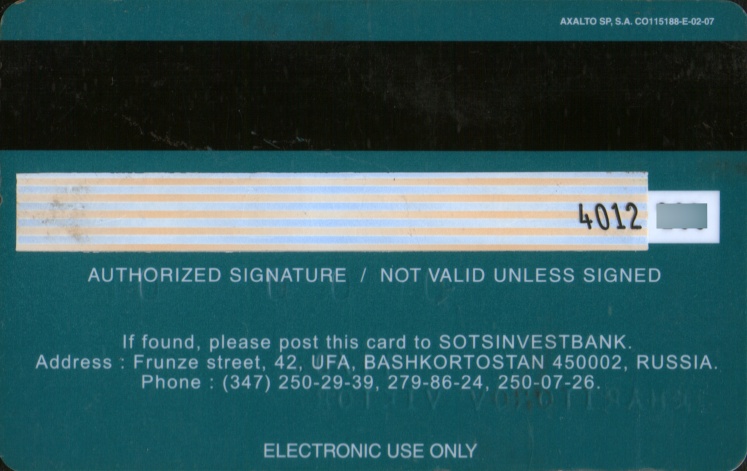 AXALTO SP, S.A. CO115188-E-02-07
4012
AUTHORIZED SIGNATURE / NOT VALID UNLESS SIGNED
If found, please post this card to SOTSINVESTBANK.
Address : Frunze street, 42, UFA, BASHKORTOSTAN 450002, RUSSIA.
Phone : (347) 250-29-39, 279-86-24, 250-07-26.
ELECTRONIC USE ONLY